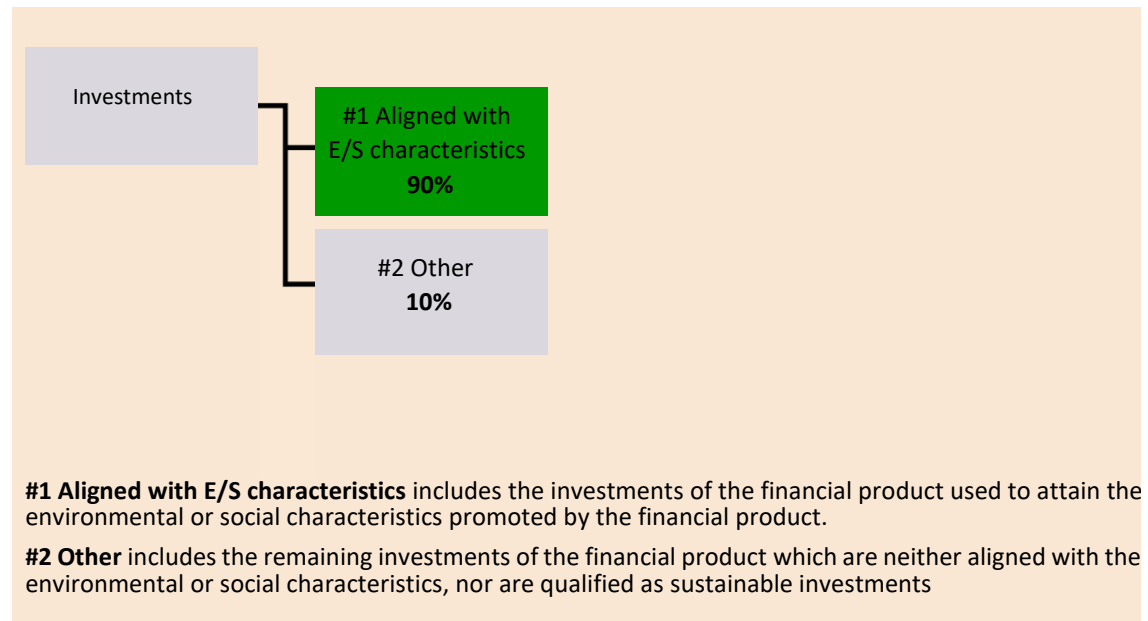 Investments
#1 Aligned with
E/S characteristics
90%
#2 Other
10%
#1 Aligned with E/S characteristics includes the investments of the financial product used to attain the
environmental or social characteristics promoted by the financial product.
#2 Other includes the remaining investments of the financial product which are neither aligned with the
environmental or social characteristics, nor are qualified as sustainable investments